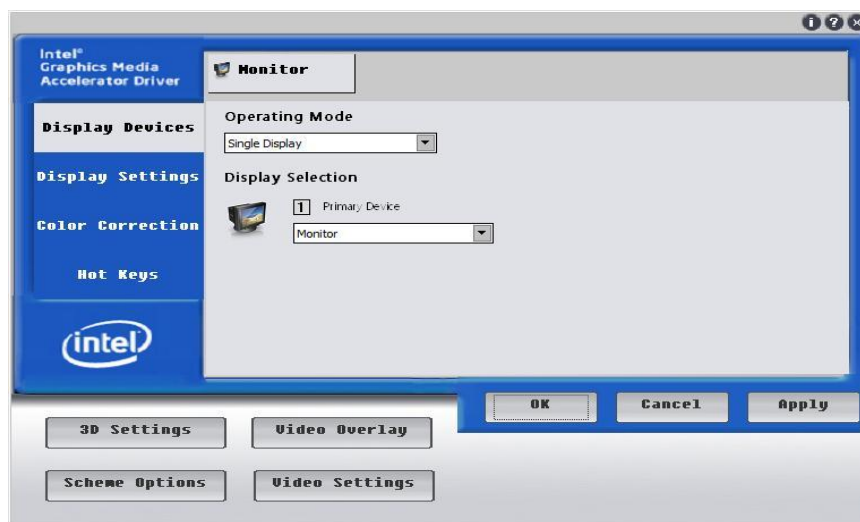 Intel®
Graphics Media
Accelerator Driver
Monitor
Display Devices
Display Settings
Color Correction
Hot Keys
intel
Operating Mode
Single Display
Display Selection
1 Primary Device
Monitor
OK Cancel Apply
3D Settings Video Overlay
Scheme Options Video Settings